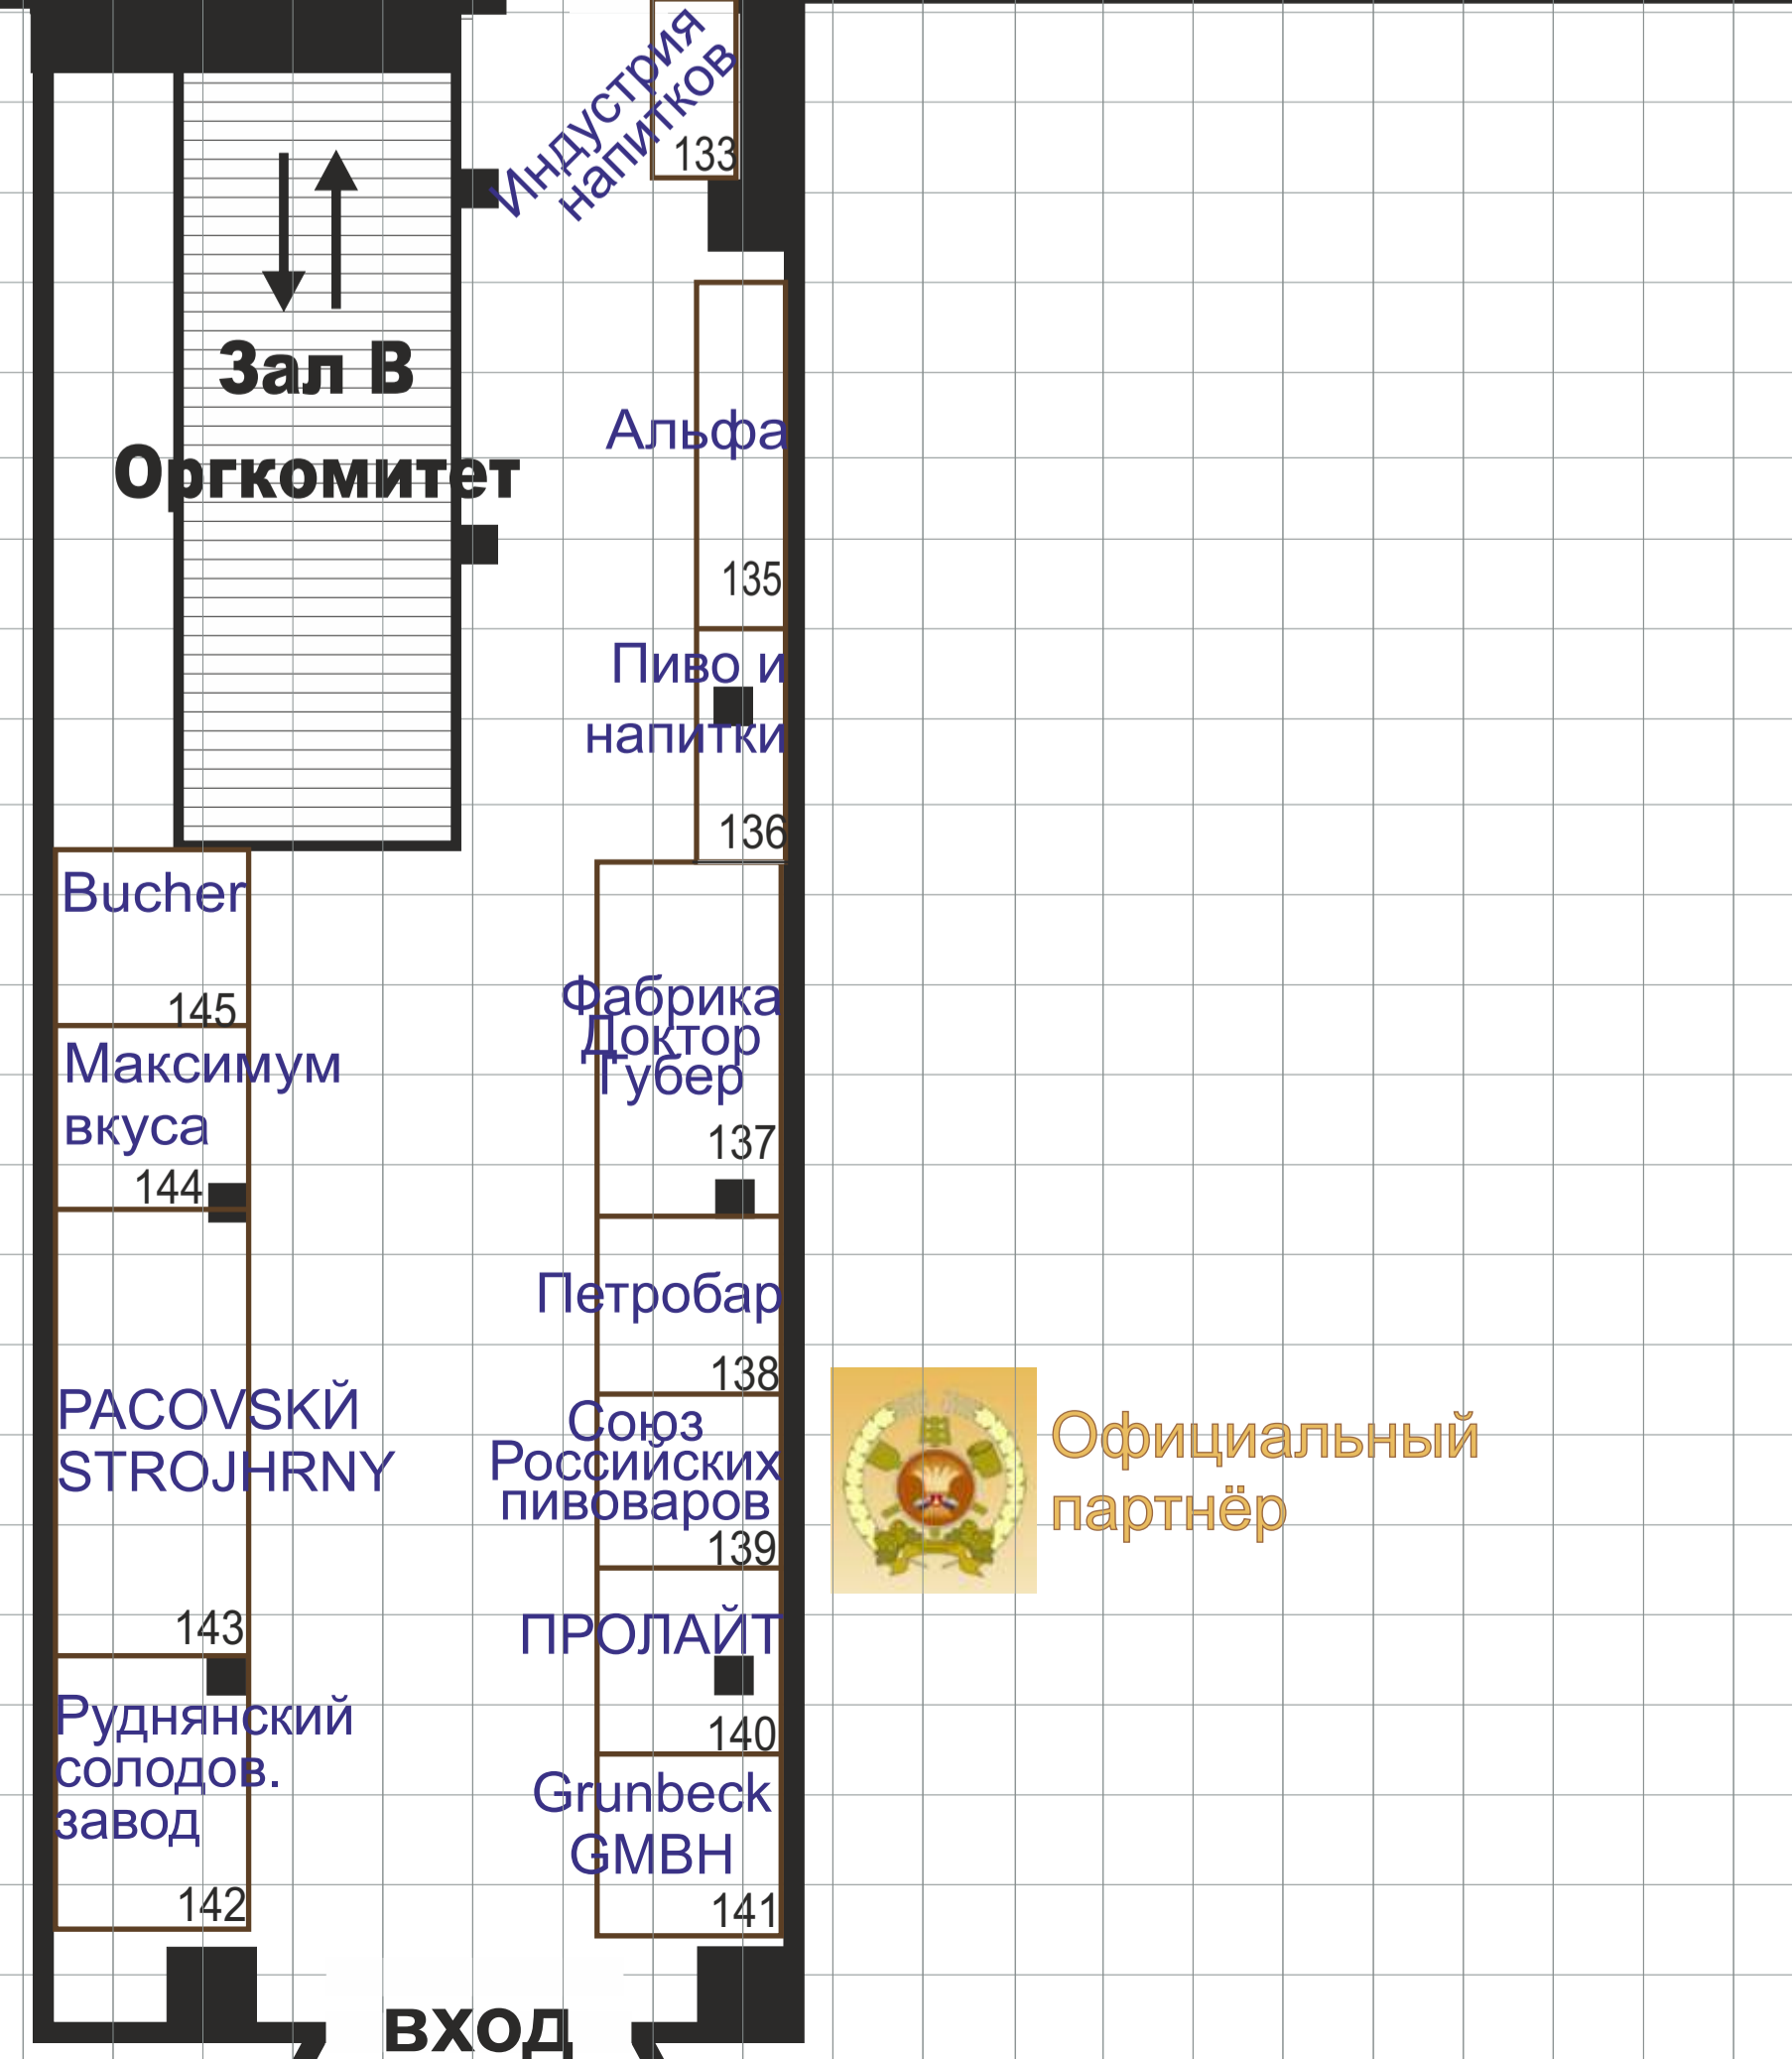 Индустрия
напитков
133
Зал В
Оргкомитет
Альфа
135
Пиво и
напитки
136
Bucher
145
Максимум
вкуса
144
PACOVSKЙ
STROJHRNY
143
Руднянский
солодов.
завод
142
Фабрика
Доктор
Губер
137
Петробар
138
Союз
Российских
пивоваров
139
ПРОЛАЙТ
140
Grunbeck
GMBH
141
Официальный
партнёр
вход